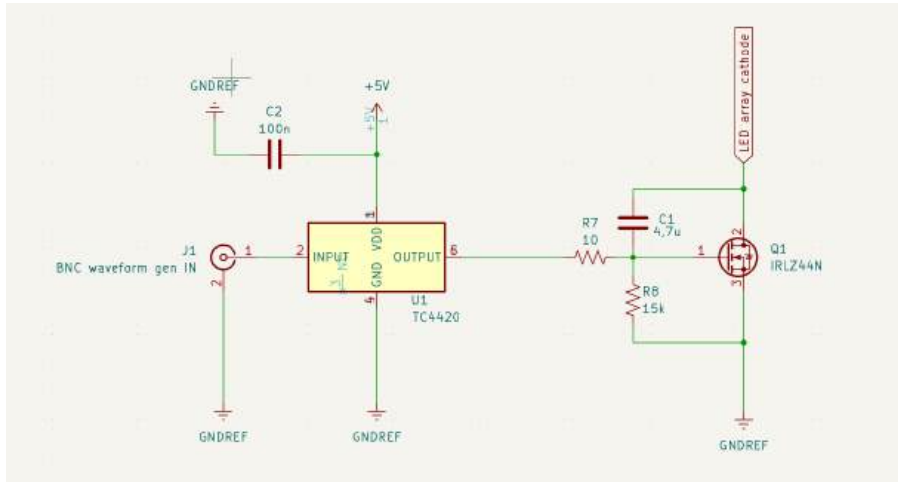 GNDREF
C2
100n
+5V
+5V
1
LED array cathode
J1
BNC waveform gen IN
1
2
2
INPUT
1
VDD
OUTPUT
6
GND
4
U1
TC4420
R7
10
C1
4,7u
R8
15k
1
2
3
Q1
IRLZ44N
GNDREF
GNDREF
GNDREF